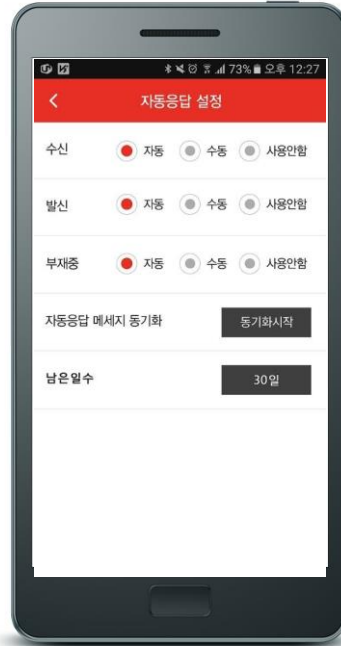 73% 오후 12:27
자동응답 설정
수신 자동 수동 사용안함
발신 자동 수동 사용안함
부재중 자동 수동 사용안함
자동응답 메세지 동기화 동기화시작
남은일수 30일